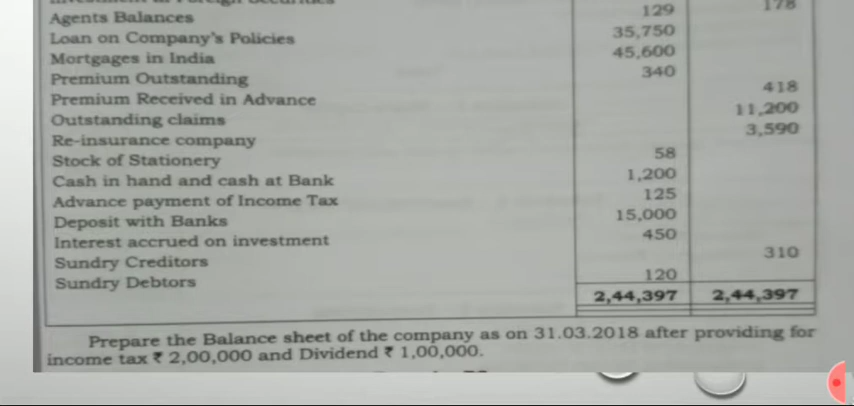 Agents Balances 129 178
Loan on Company's Policies 35,750
Mortgages in India 45,600
Premium Outstanding 340
Premium Received in Advance 418
Outstanding claims 11,200
Re-insurance company 3,590
Stock of Stationery 58
Cash in hand and cash at Bank 1,200
Advance payment of Income Tax 125
Deposit with Banks 15,000
Interest accrued on investment 450
Sundry Creditors 310
Sundry Debtors 120
2,44,397 2,44,397
Prepare the Balance sheet of the company as on 31.03.2018 after providing for
income tax ₹ 2,00,000 and Dividend ₹ 1,00,000.